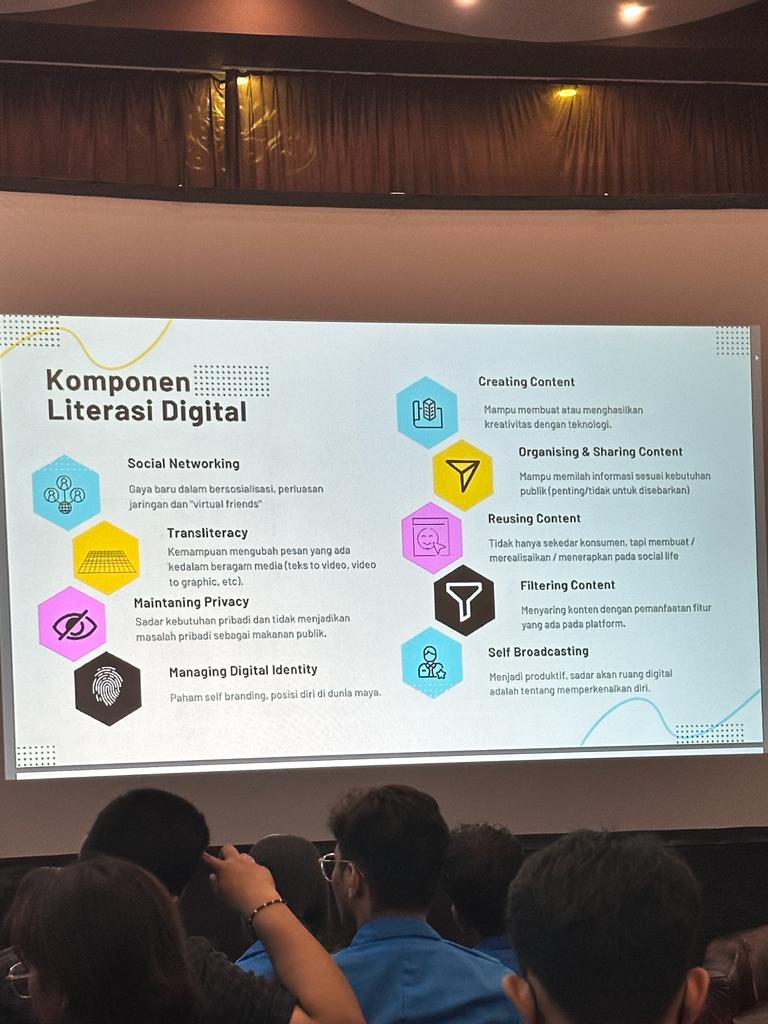 Komponen
Literasi Digital
Social Networking
Gaya baru dalam bersosialisasi, perluasan
jaringan dan "virtual friends"
Transliteracy
Kemampuan mengubah pesan yang ada
kedalam beragam media (teks to video, video
to graphic, etc).
Maintaning Privacy
Sadar kebutuhan pribadi dan tidak menjadikan
masalah pribadi sebagai makanan publik.
Managing Digital Identity
Paham self branding, posisi diri di dunia maya.
Creating Content
Mampu membuat atau menghasilkan
kreativitas dengan teknologi.
Organising & Sharing Content
Mampu memilah informasi sesuai kebutuhan
publik (penting/tidak untuk disebarkan)
Reusing Content
Tidak hanya sekedar konsumen, tapi membuat /
merealisaikan / menerapkan pada social life
Filtering Content
Menyaring konten dengan pemanfaatan fitur
yang ada pada platform.
Self Broadcasting
Menjadi produktif, sadar akan ruang digital
adalah tentang memperkenalkan diri.